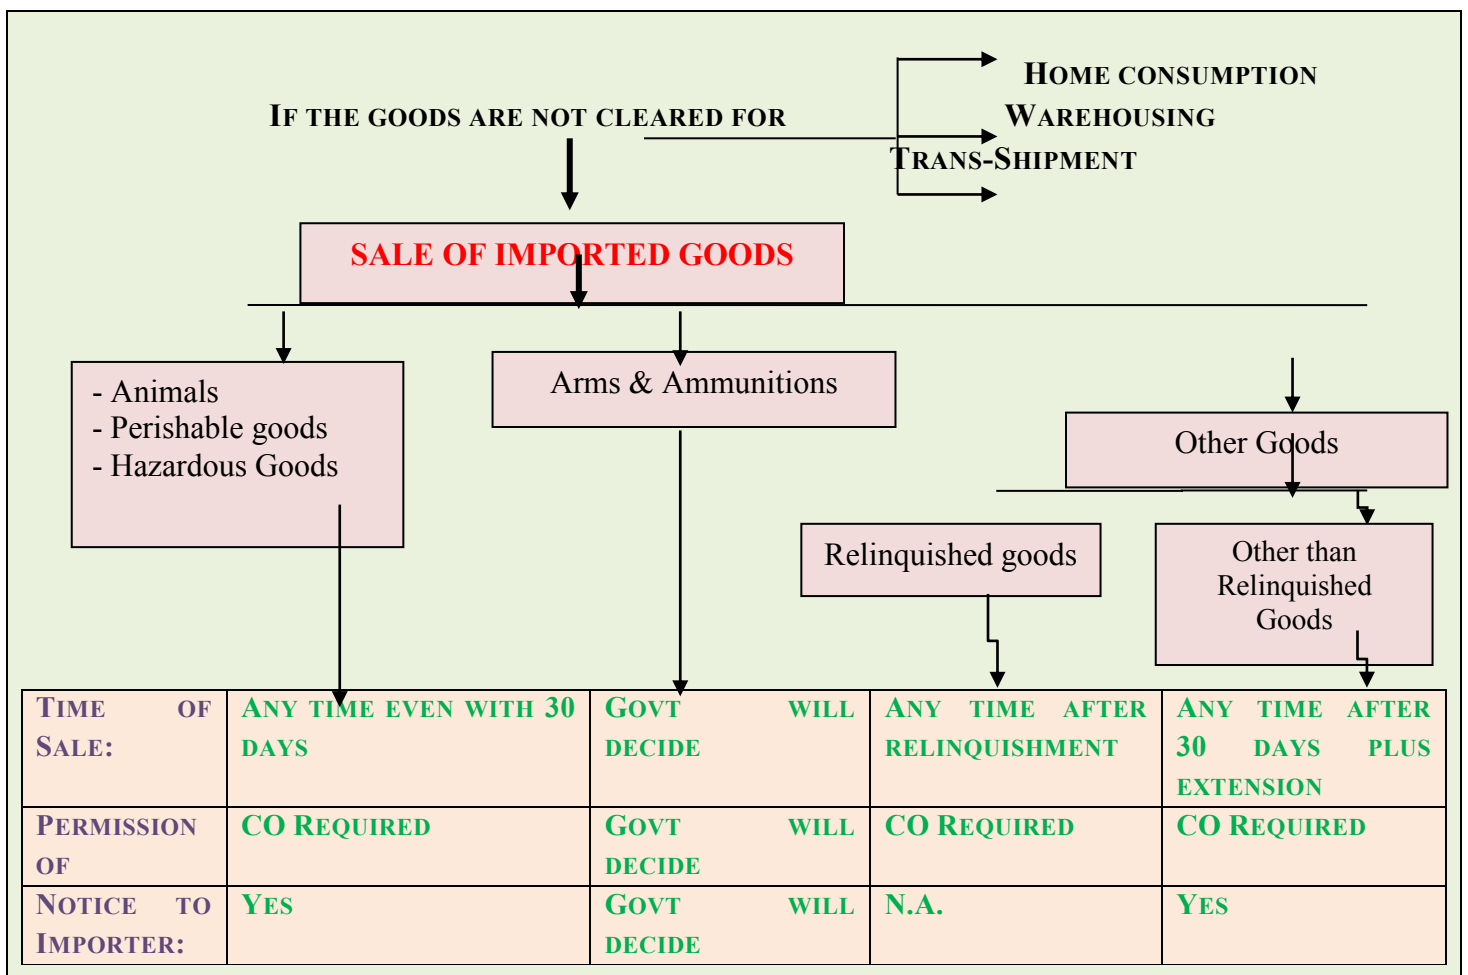 HOME CONSUMPTION
IF THE GOODS ARE NOT CLEARED FOR WAREHOUSING
TRANS-SHIPMENT
SALE OF IMPORTED GOODS
- Animals
- Perishable goods
- Hazardous Goods
Arms & Ammunitions
Other Goods
Relinquished goods
Other than
Relinquished
Goods
TIME OF
SALE:
ANY TIME EVEN WITH 30
DAYS
GOVT WILL
DECIDE
ANY TIME AFTER
RELINQUISHMENT
ANY TIME AFTER
30 DAYS PLUS
EXTENSION
PERMISSION
OF
CO REQUIRED
GOVT WILL
DECIDE
CO REQUIRED
CO REQUIRED
NOTICE TO
IMPORTER:
YES
GOVT WILL
DECIDE
N.A.
YES